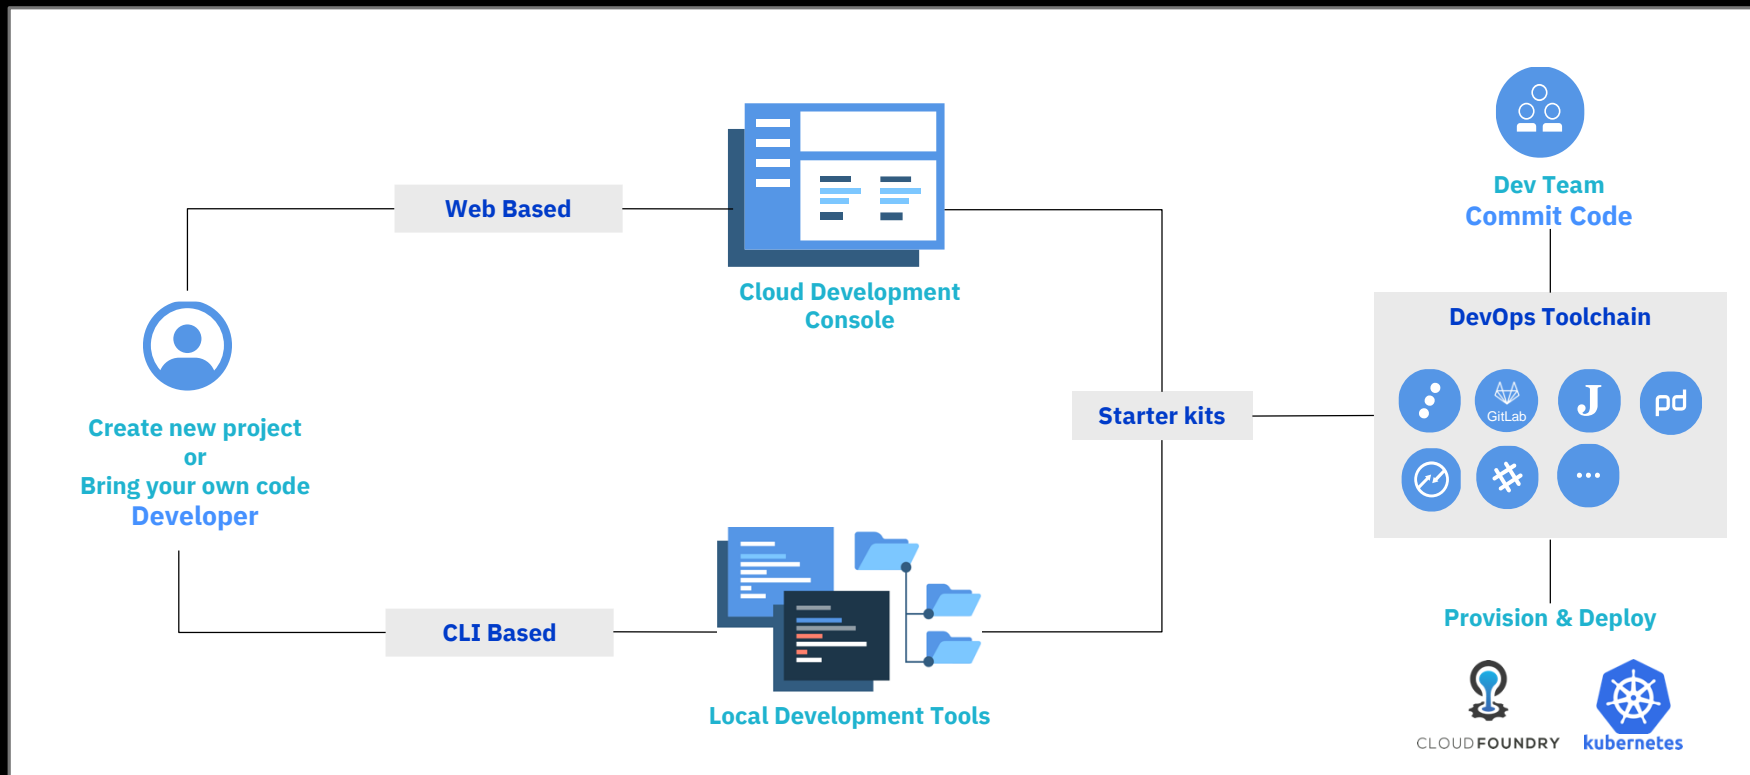 Web Based
Cloud Development
Console
Create new project
or
Bring your own code
Developer
CLI Based
Local Development Tools
Starter kits
Dev Team
Commit Code
DevOps Toolchain
GitLab
J
pd
Provision & Deploy
CLOUDFOUNDRY
kubernetes